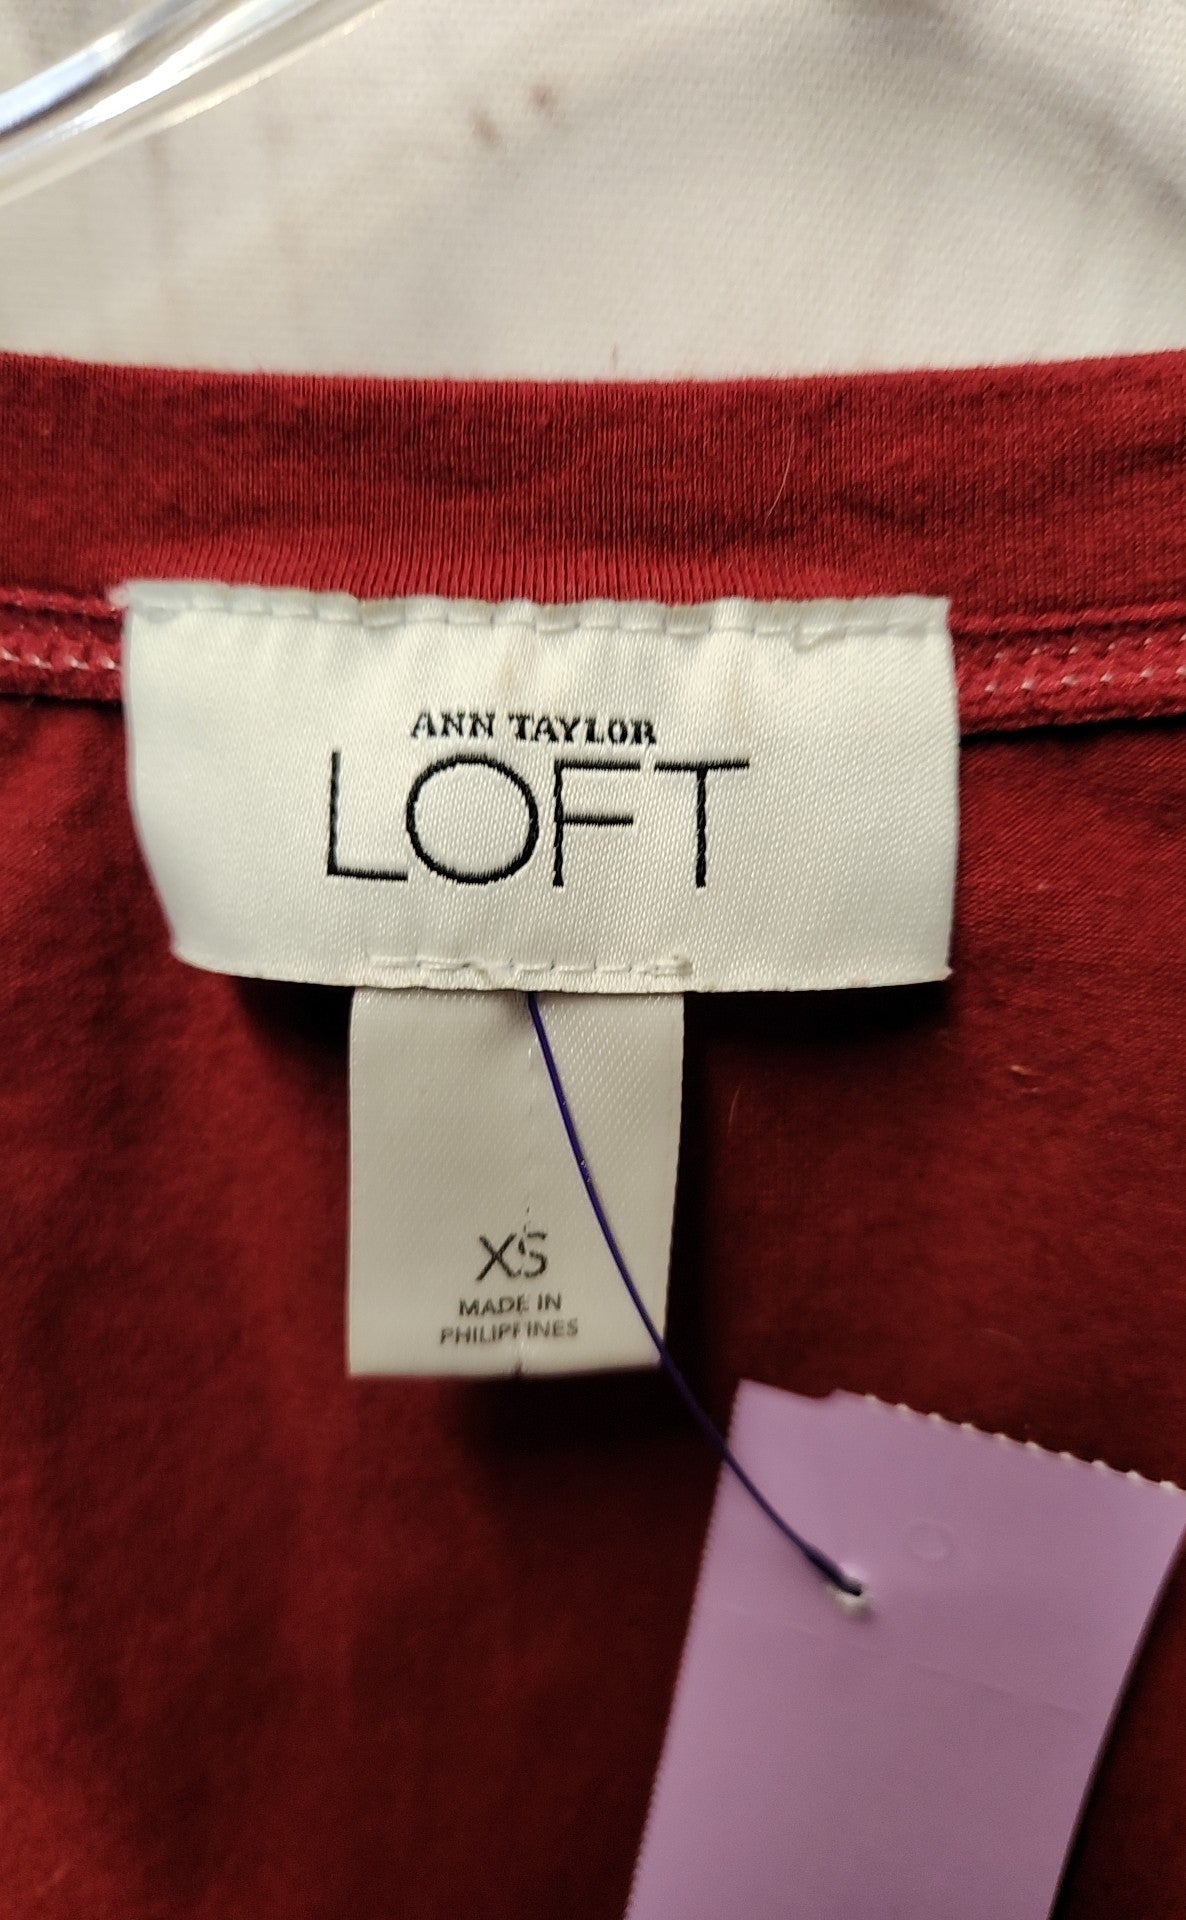 ANN TAYLOR
LOFT
XS
MADE IN
PHILIPPINES